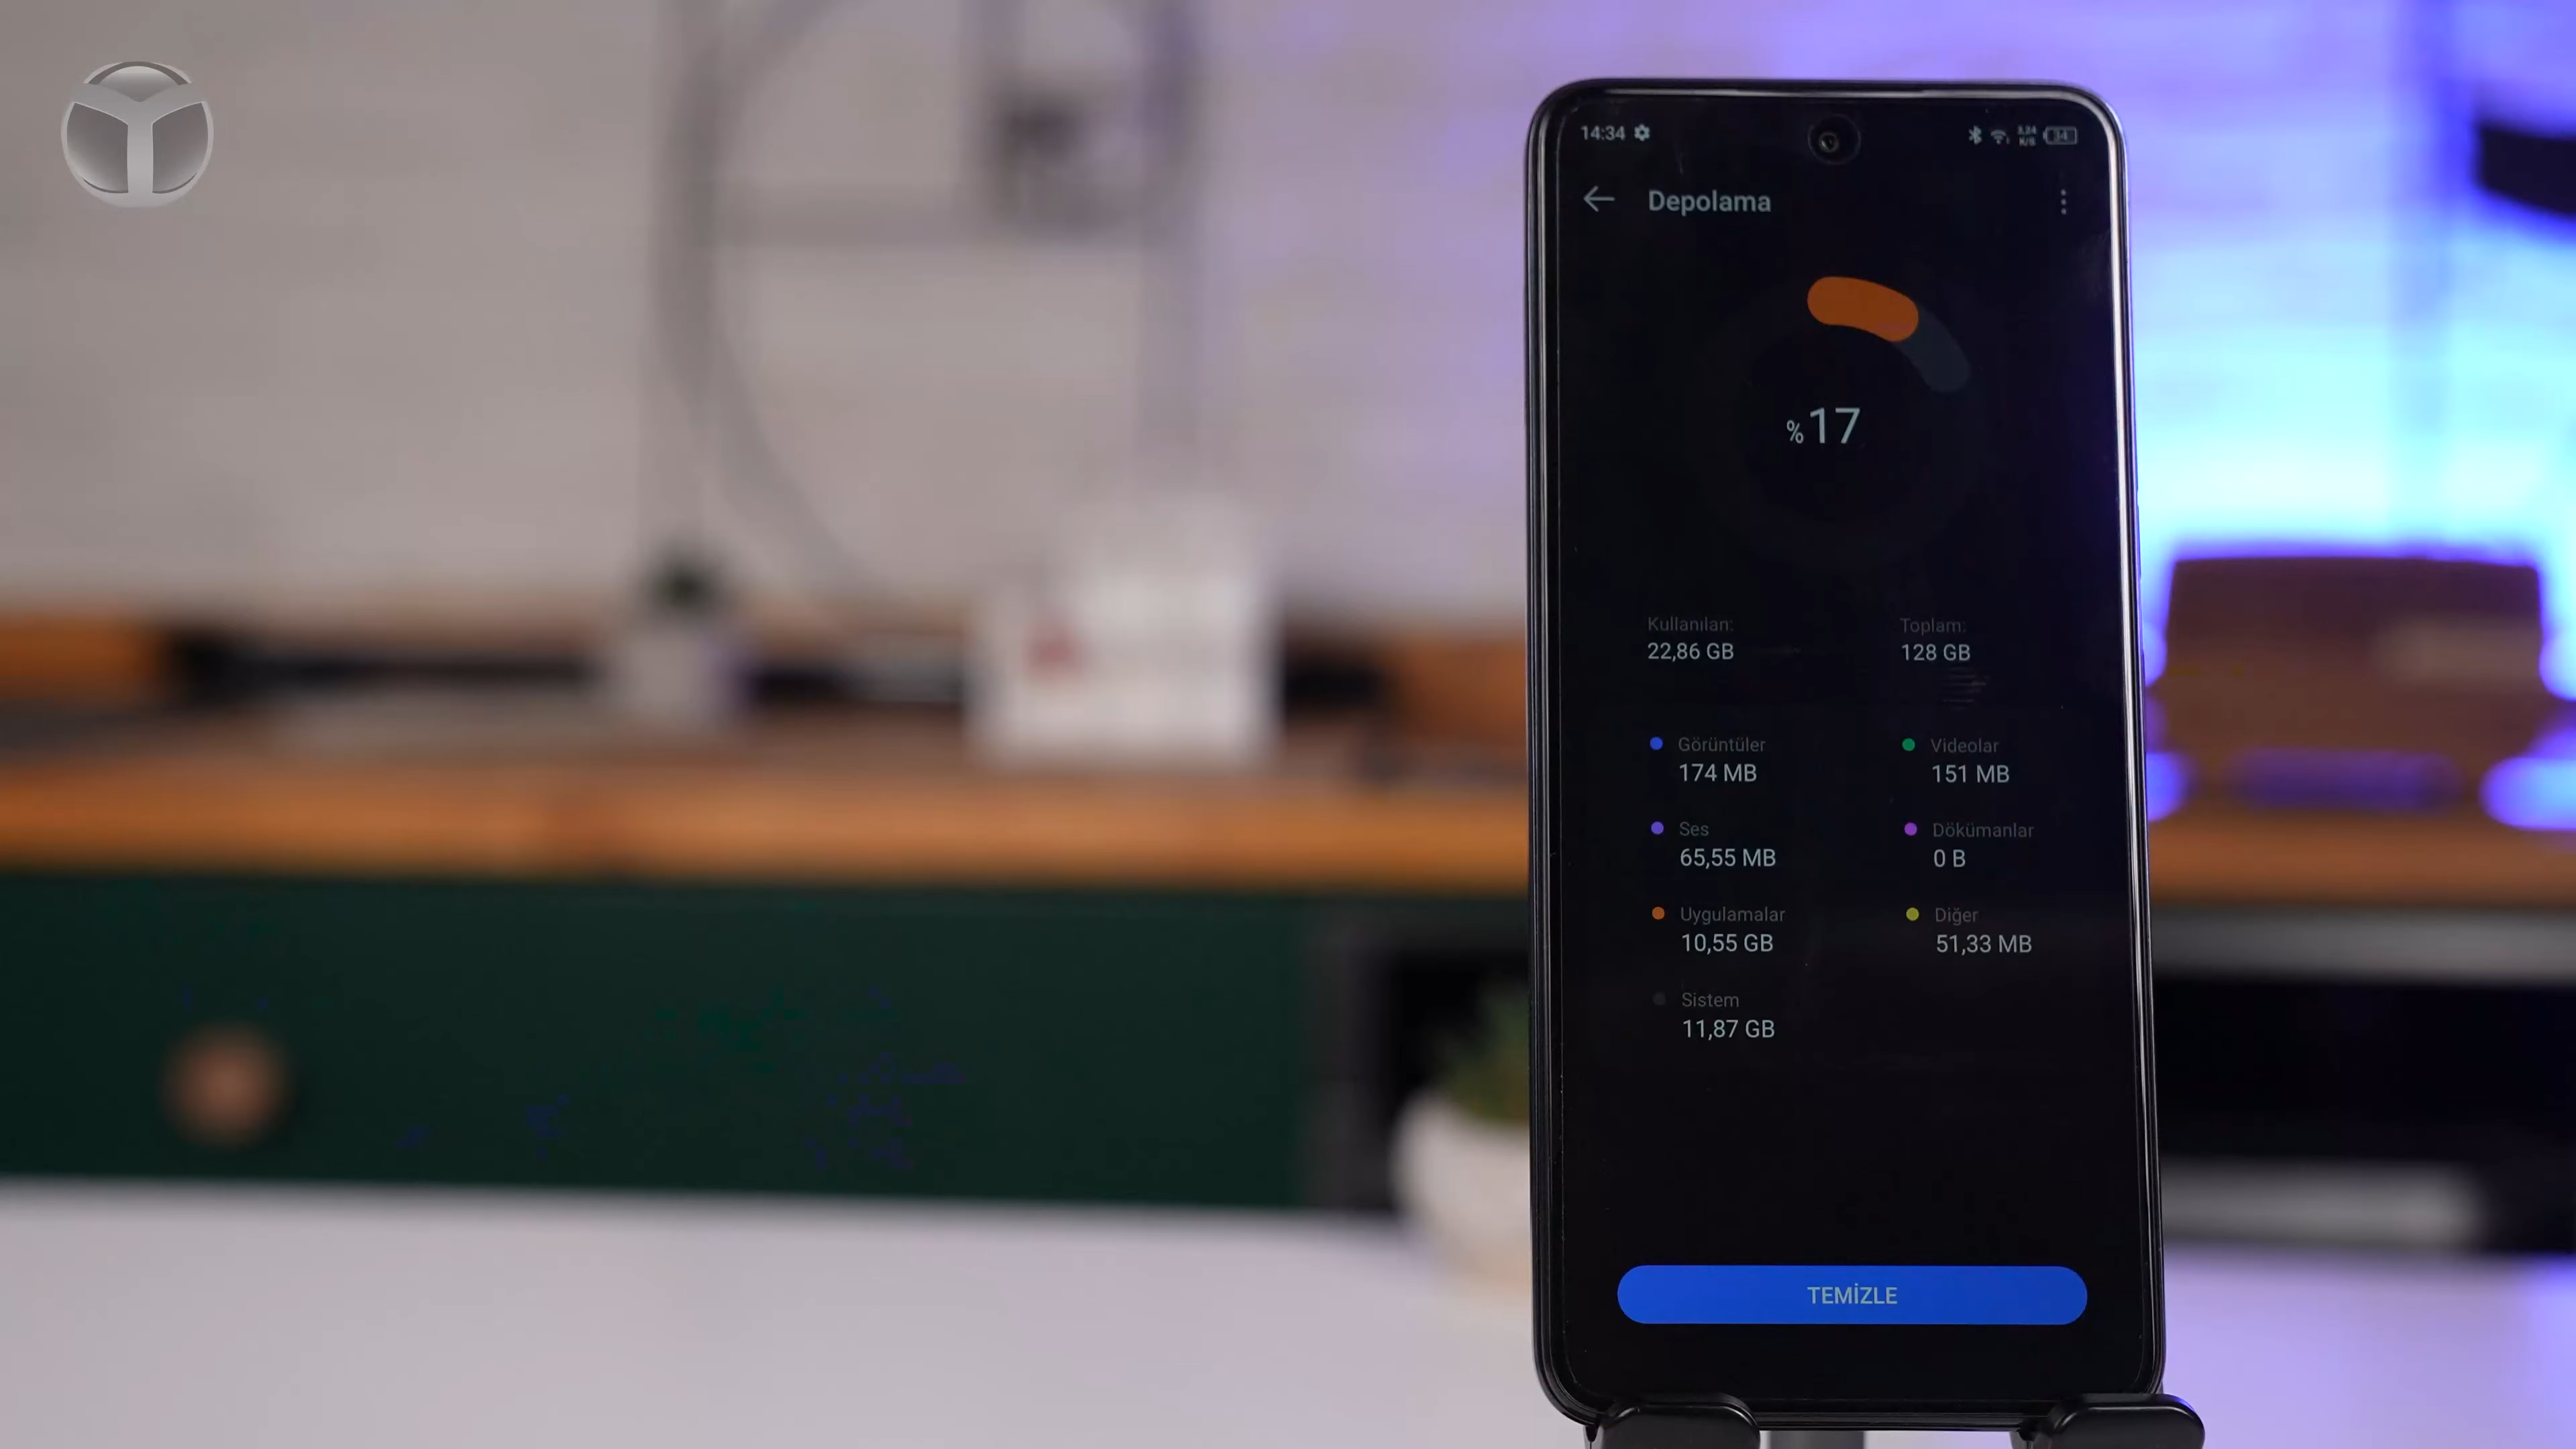 14:34
34
Depolama
%17
Kullanılan:
22,86 GB
Toplam:
128 GB
Görüntüler
174 MB
Videolar
151 MB
Ses
65,55 MB
Dökümanlar
0 B
Uygulamalar
10,55 GB
Diğer
51,33 MB
Sistem
11,87 GB
TEMİZLE